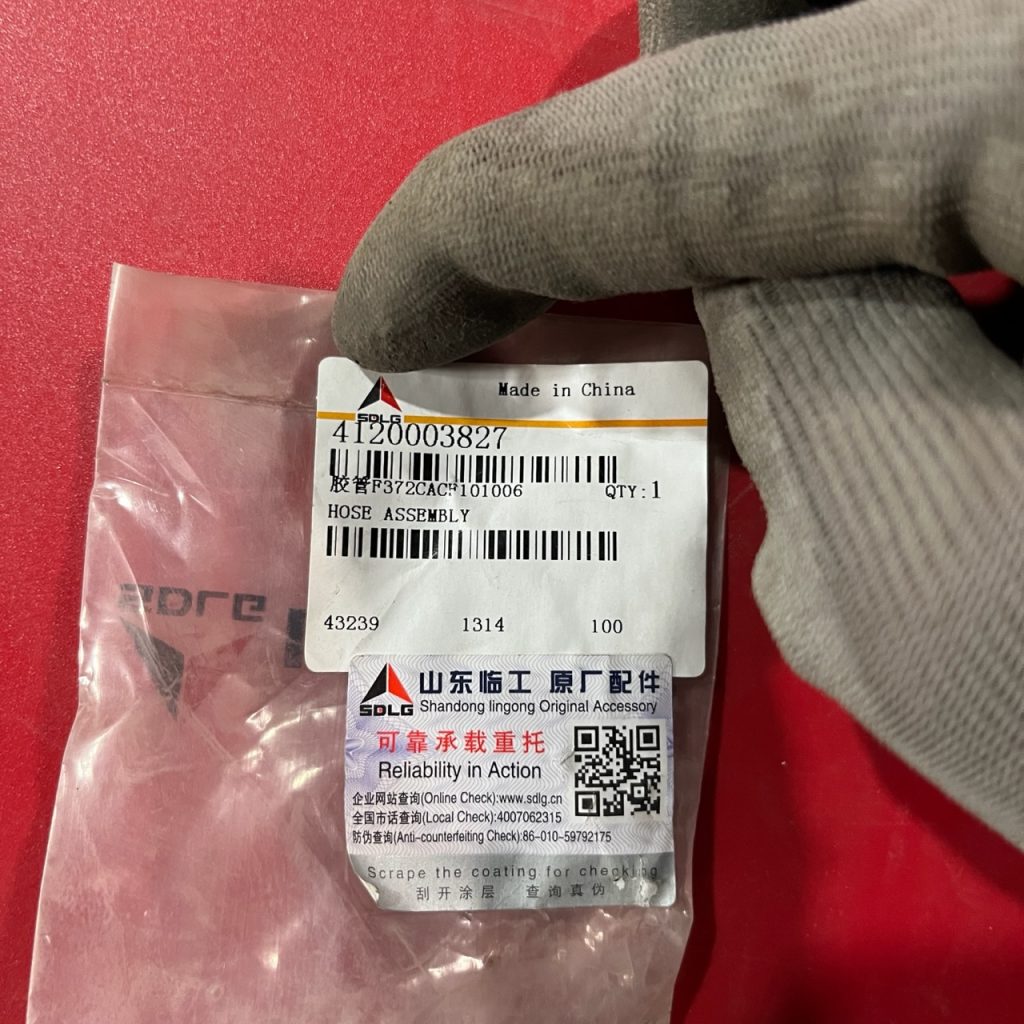 Made in China
SDLG
4120003827
胶管F372CACF101006 QTY:1
HOSE ASSEMBLY
43239 1314 100
SDLG
SDLG
山东临工 原厂配件
Shandong lingong Original Accessory
可靠承载重托
Reliability in Action
企业网站查询(Online Check):www.sdlg.cn
全国市话查询(Local Check):4007062315
防伪查询(Anti-counterfeiting Check):86-010-59792175
Scrape the coating for checking
刮开涂层 查询真伪